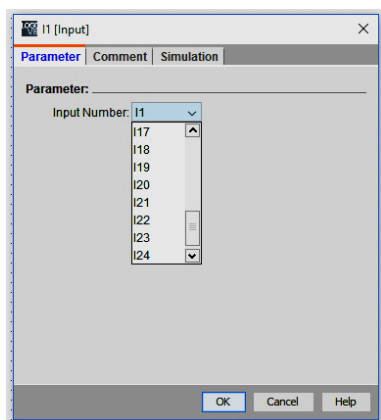 I1 [Input]
Parameter Comment Simulation
Parameter:
Input Number: I1
I17
I18
I19
I20
I21
I22
I23
I24
OK Cancel Help